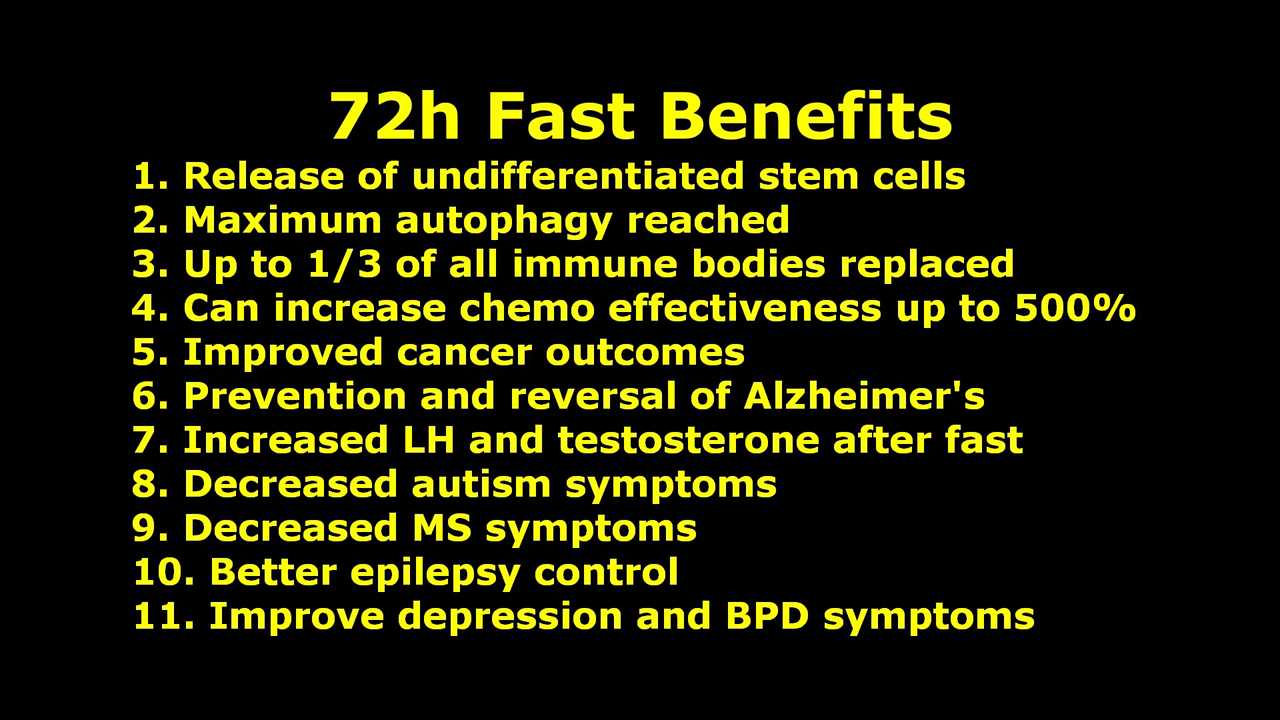 72h Fast Benefits
1. Release of undifferentiated stem cells
2. Maximum autophagy reached
3. Up to 1/3 of all immune bodies replaced
4. Can increase chemo effectiveness up to 500%
5. Improved cancer outcomes
6. Prevention and reversal of Alzheimer's
7. Increased LH and testosterone after fast
8. Decreased autism symptoms
9. Decreased MS symptoms
10. Better epilepsy control
11. Improve depression and BPD symptoms